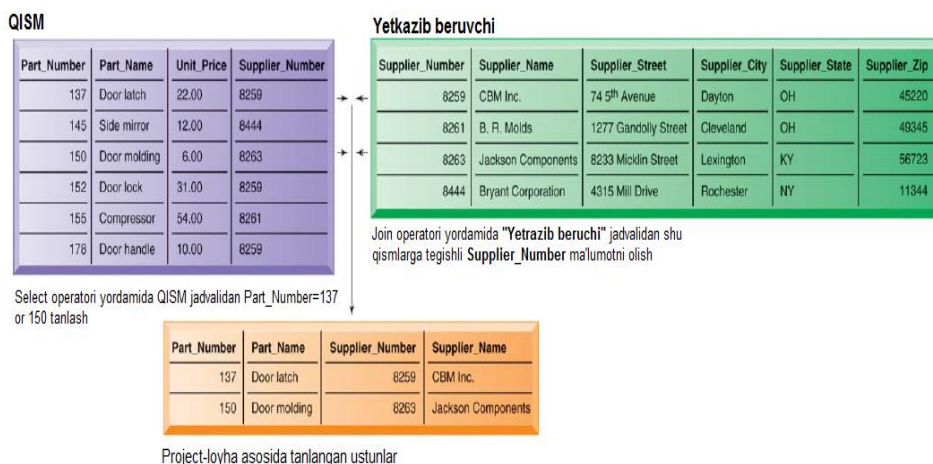 QISM
Part_Number Part_Name Unit_Price Supplier_Number
137 Door latch 22.00 8259
145 Side mirror 12.00 8444
150 Door molding 6.00 8263
152 Door lock 31.00 8259
155 Compressor 54.00 8261
178 Door handle 10.00 8259
Select operatori yordamida QISM jadvalidan Part_Number=137
or 150 tanlash
Yetkazib beruvchi
Supplier_Number Supplier_Name Supplier_Street Supplier_City Supplier_State Supplier_Zip
8259 CBM Inc. 74 5th Avenue Dayton OH 45220
8261 B. R. Molds 1277 Gandolly Street Cleveland OH 49345
8263 Jackson Components 8233 Micklin Street Lexington KY 56723
8444 Bryant Corporation 4315 Mill Drive Rochester NY 11344
Join operatori yordamida "Yetrazib beruchi" jadvalidan shu
qismlarga tegishli Supplier_Number ma'lumotni olish
Part_Number Part_Name Supplier_Number Supplier_Name
137 Door latch 8259 CBM Inc.
150 Door molding 8263 Jackson Components
Project-loyha asosida tanlangan ustunlar